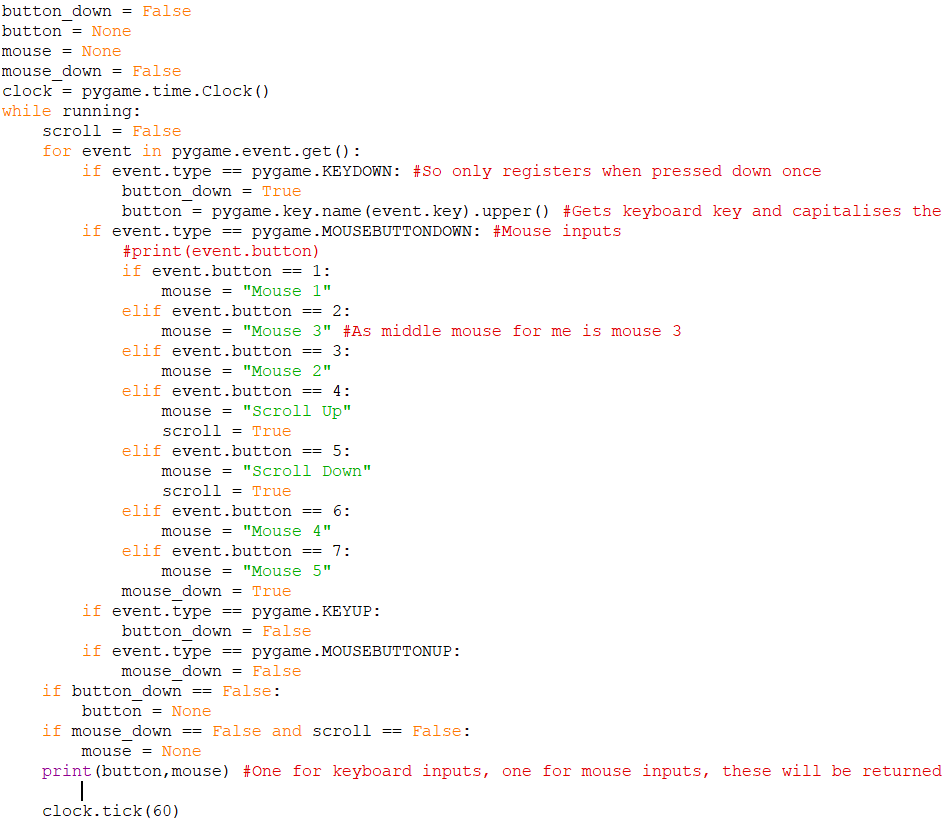 button_down = False
button = None
mouse = None
mouse_down = False
clock = pygame.time.Clock()
while running:
    scroll = False
    for event in pygame.event.get():
        if event.type == pygame.KEYDOWN: #So only registers when pressed down once
            button_down = True
            button = pygame.key.name(event.key).upper() #Gets keyboard key and capitalises the
        if event.type == pygame.MOUSEBUTTONDOWN: #Mouse inputs
            #print(event.button)
            if event.button == 1:
                mouse = "Mouse 1"
            elif event.button == 2:
                mouse = "Mouse 3" #As middle mouse for me is mouse 3
            elif event.button == 3:
                mouse = "Mouse 2"
            elif event.button == 4:
                mouse = "Scroll Up"
                scroll = True
            elif event.button == 5:
                mouse = "Scroll Down"
                scroll = True
            elif event.button == 6:
                mouse = "Mouse 4"
            elif event.button == 7:
                mouse = "Mouse 5"
            mouse_down = True
        if event.type == pygame.KEYUP:
            button_down = False
        if event.type == pygame.MOUSEBUTTONUP:
            mouse_down = False
    if button_down == False:
        button = None
    if mouse_down == False and scroll == False:
        mouse = None
    print(button,mouse) #One for keyboard inputs, one for mouse inputs, these will be returned
    clock.tick(60)